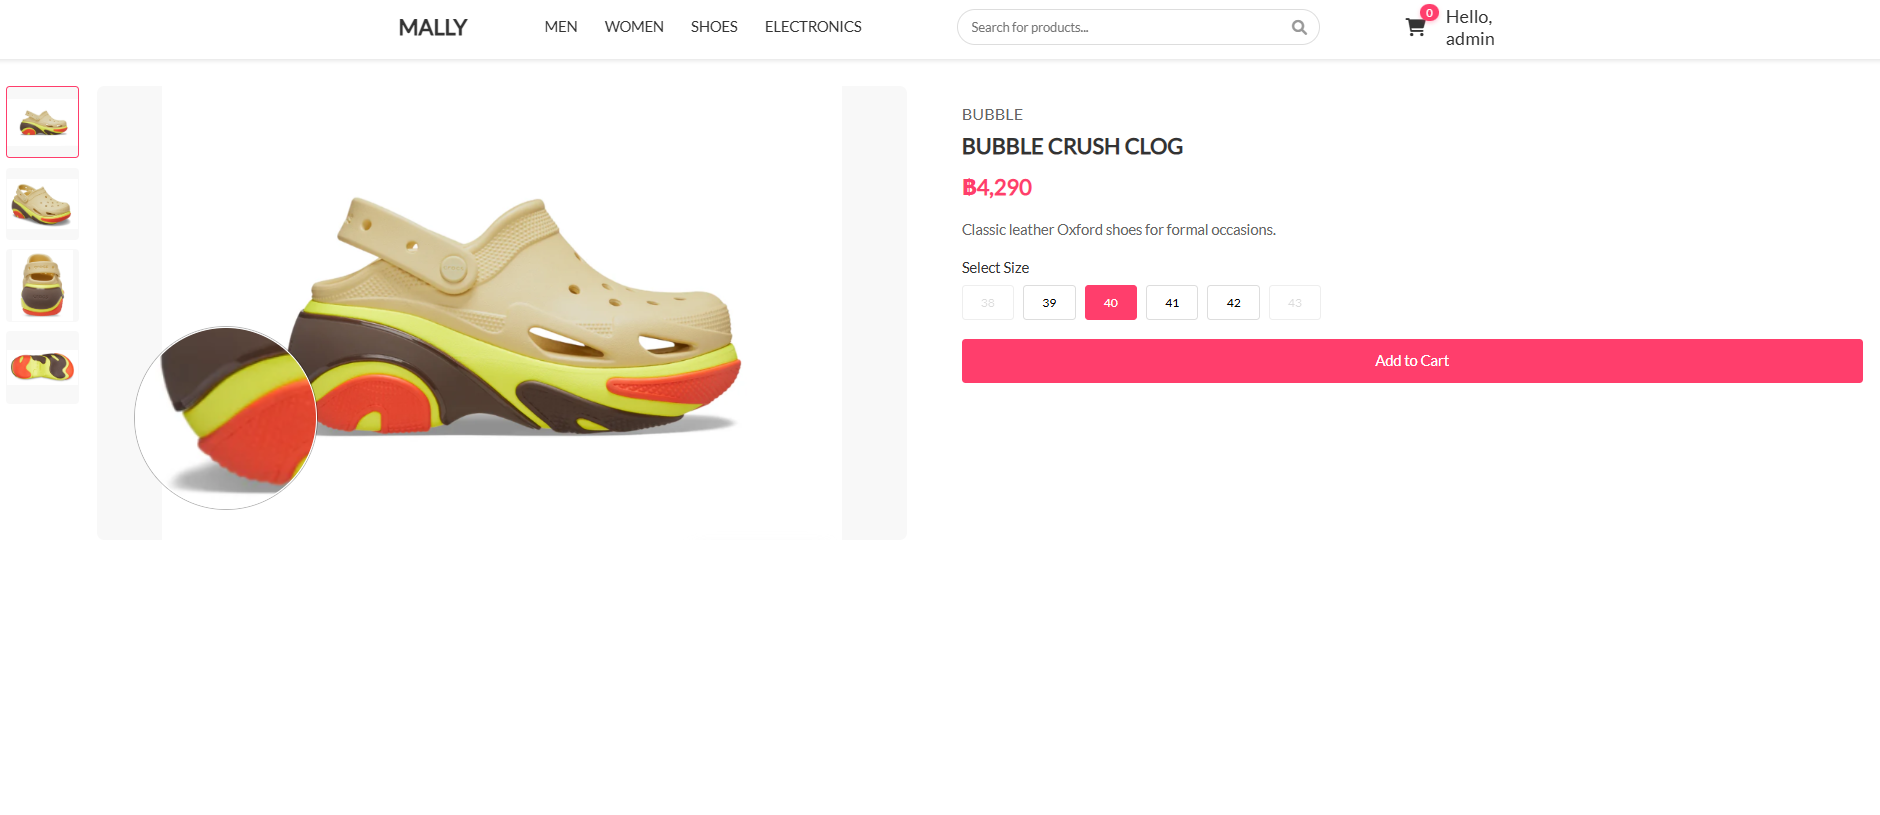 MALLY
MEN WOMEN SHOES ELECTRONICS
Search for products...
0
Hello,
admin
BUBBLE
BUBBLE CRUSH CLOG
฿4,290
Classic leather Oxford shoes for formal occasions.
Select Size
38 39 40 41 42 43
Add to Cart